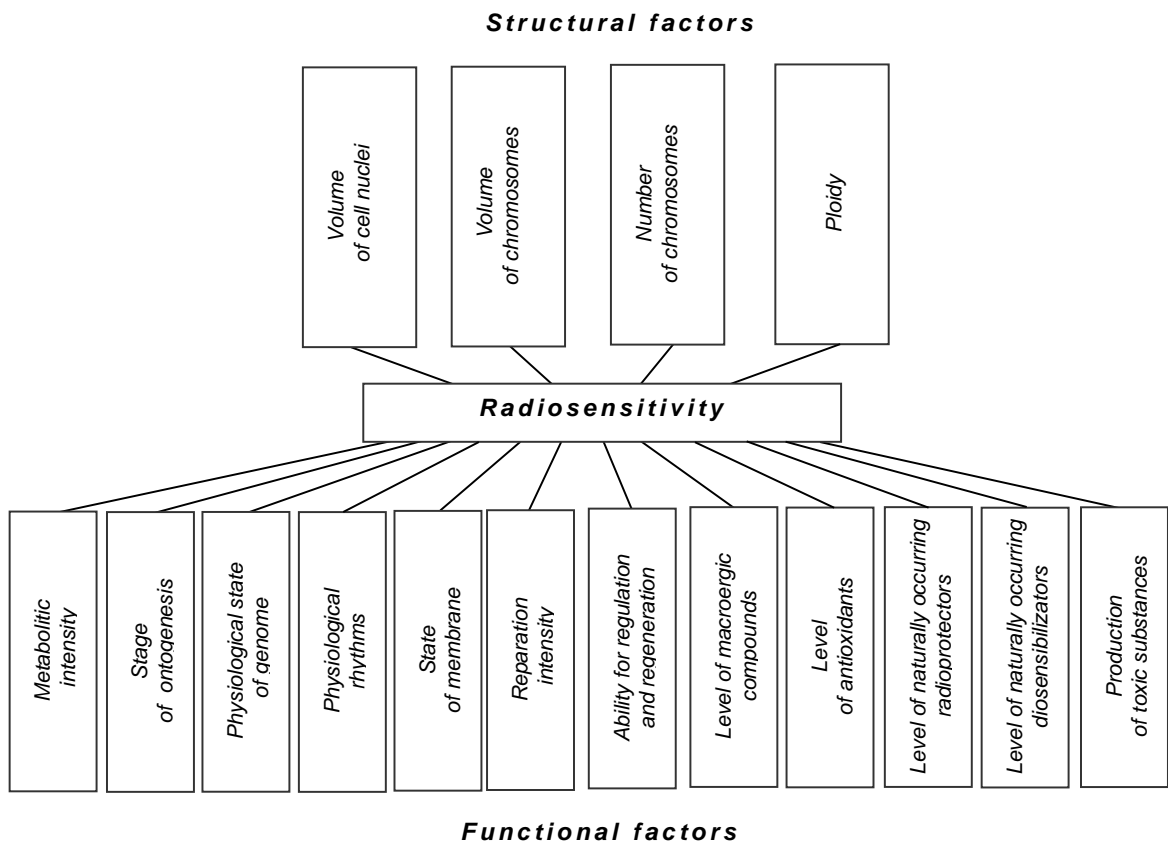 Structural factors
Volume
of cell nuclei
Volume
of chromosomes
Number
of chromosomes
Ploidy
Radiosensitivity
Metabolitic
intensity
Stage
of ontogenesis
Physiological state
of genome
Physiological
rhythms
State
of membrane
Reparation
intensity
Ability for regulation
and regeneration
Level of macroergic
compounds
Level
of antioxidants
Level of naturally occurring
radioprotectors
Level of naturally occurring
diosensibilizators
Production
of toxic substances
Functional factors